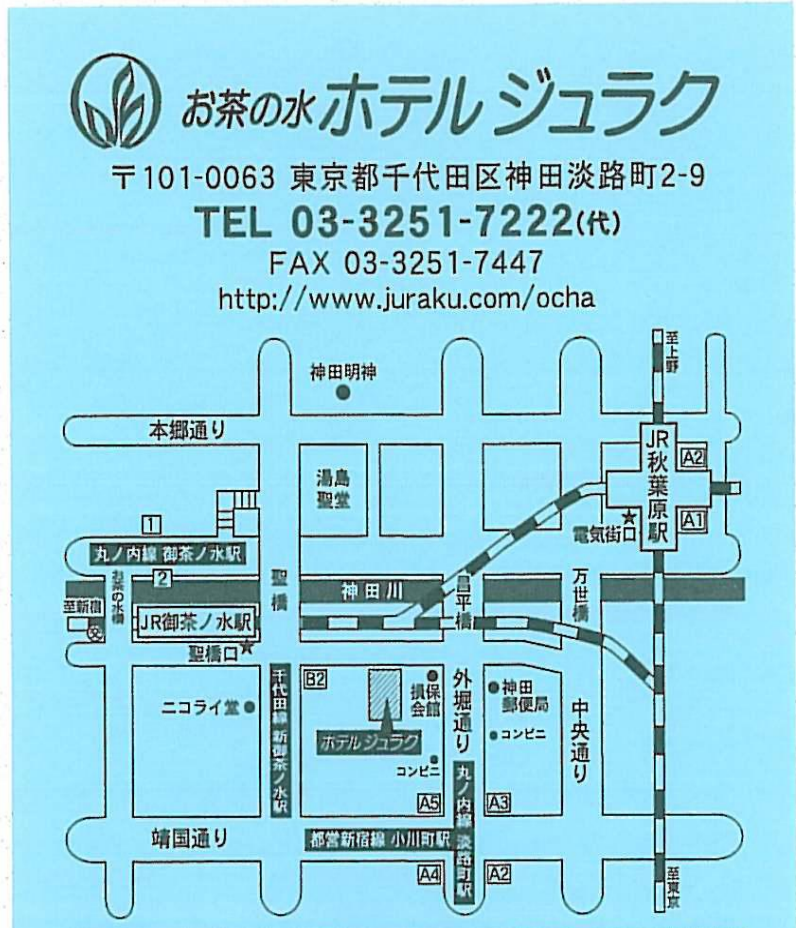 お茶の水 ホテル ジュラク
〒101-0063 東京都千代田区神田淡路町2-9
TEL 03-3251-7222(代)
FAX 03-3251-7447
http://www.juraku.com/ocha
至上野
神田明神
本郷通り
JR秋葉原駅
A2
湯島
聖堂
A1
電気街口
1
丸ノ内線 御茶ノ水駅
2
お茶の水橋
聖橋
神田川
昌平橋
万世橋
至新宿
交
JR御茶ノ水駅
聖橋口
B2
千代田線 新御茶ノ水駅
ニコライ堂
損保
会館
外堀通り
神田
郵便局
中央通り
ホテル ジュラク
コンビニ
コンビニ
丸ノ内線 淡路町駅
A5
A3
靖国通り
都営新宿線 小川町駅
A4
A2
至東京